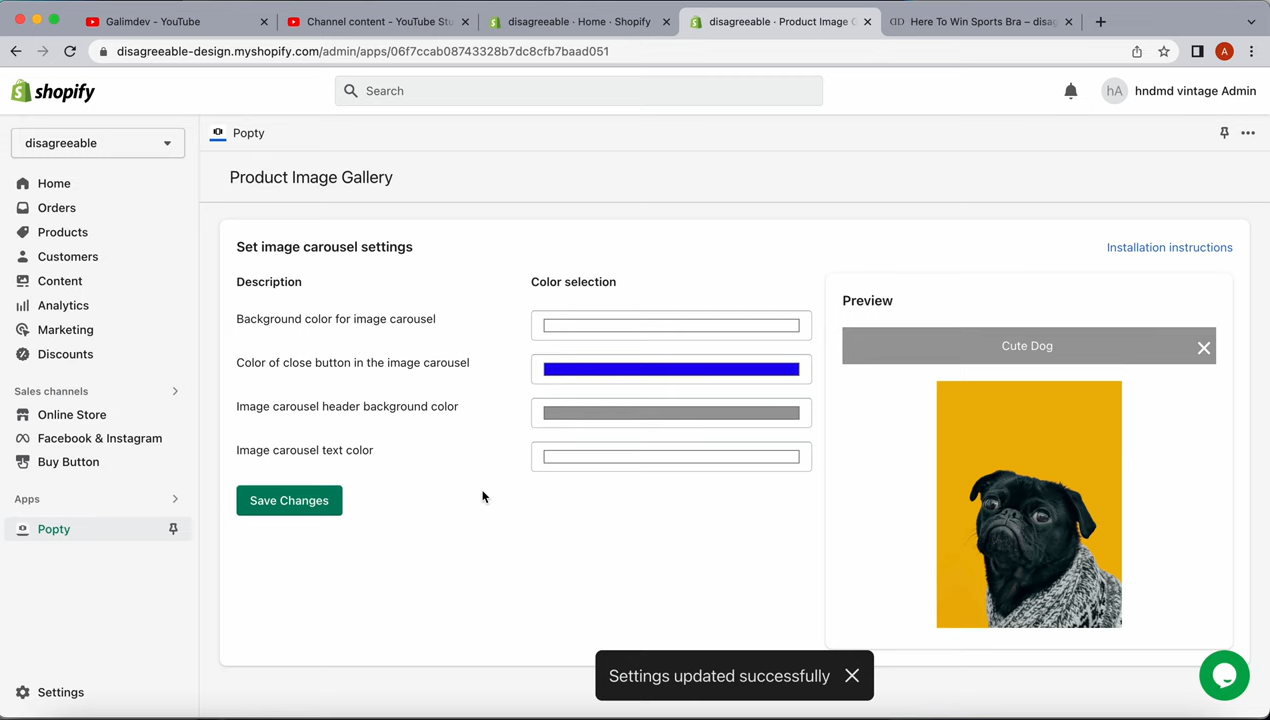 Galimdev - YouTube
Channel content - YouTube Stu
disagreeable · Home · Shopify
disagreeable · Product Image G
Here To Win Sports Bra – disag
disagreeable-design.myshopify.com/admin/apps/06f7ccab08743328b7dc8cfb7baad051
A
shopify
Search
hA
hndmd vintage Admin
disagreeable
Popty
Home
Orders
Products
Customers
Content
Analytics
Marketing
Discounts
Sales channels
Online Store
Facebook & Instagram
Buy Button
Apps
Popty
Settings
Product Image Gallery
Set image carousel settings
Installation instructions
Description
Color selection
Background color for image carousel
Color of close button in the image carousel
Image carousel header background color
Image carousel text color
Save Changes
Preview
Cute Dog
Settings updated successfully